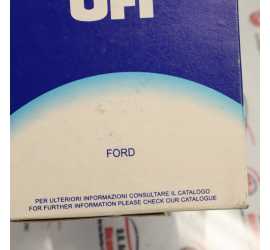 UFI
FORD
PER ULTERIORI INFORMAZIONI CONSULTARE IL CATALOGO
FOR FURTHER INFORMATION PLEASE CHECK OUR CATALOGUE